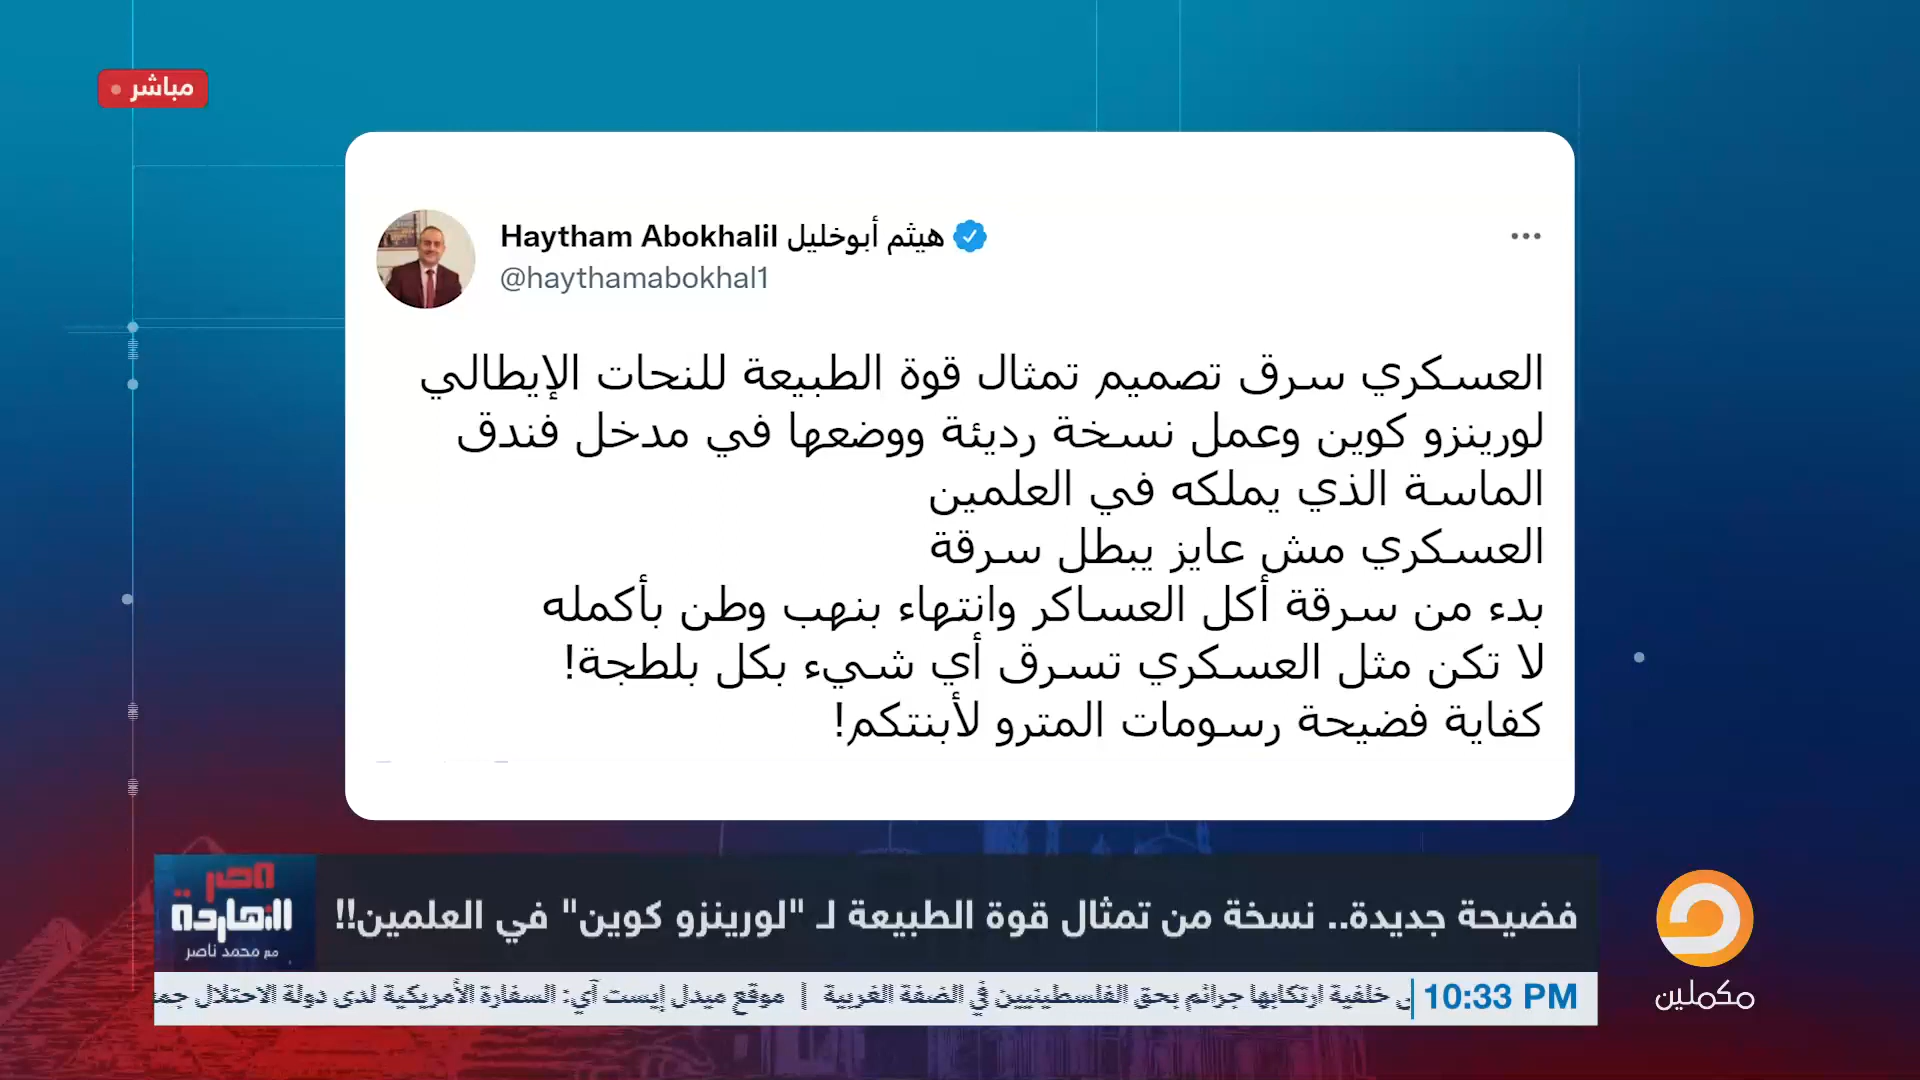 مباشر
Haytham Abokhalil هيثم أبوخليل
@haythamabokhal1
العسكري سرق تصميم تمثال قوة الطبيعة للنحات الإيطالي
لورينزو كوين وعمل نسخة رديئة ووضعها في مدخل فندق
الماسة الذي يملكه في العلمين
العسكري مش عايز يبطل سرقة
بدء من سرقة أكل العساكر وانتهاء بنهب وطن بأكمله
لا تكن مثل العسكري تسرق أي شيء بكل بلطجة!
كفاية فضيحة رسومات المترو لأبنتكم!
فضيحة جديدة.. نسخة من تمثال قوة الطبيعة لـ "لورينزو كوين" في العلمين!!
مصر
النهاردة
مع محمد ناصر
10:33 PM
خلفية ارتكابها جرائم بحق الفلسطينيين في الضفة الغربية | موقع ميدل إيست آي: السفارة الأمريكية لدى دولة الاحتلال
مكملين